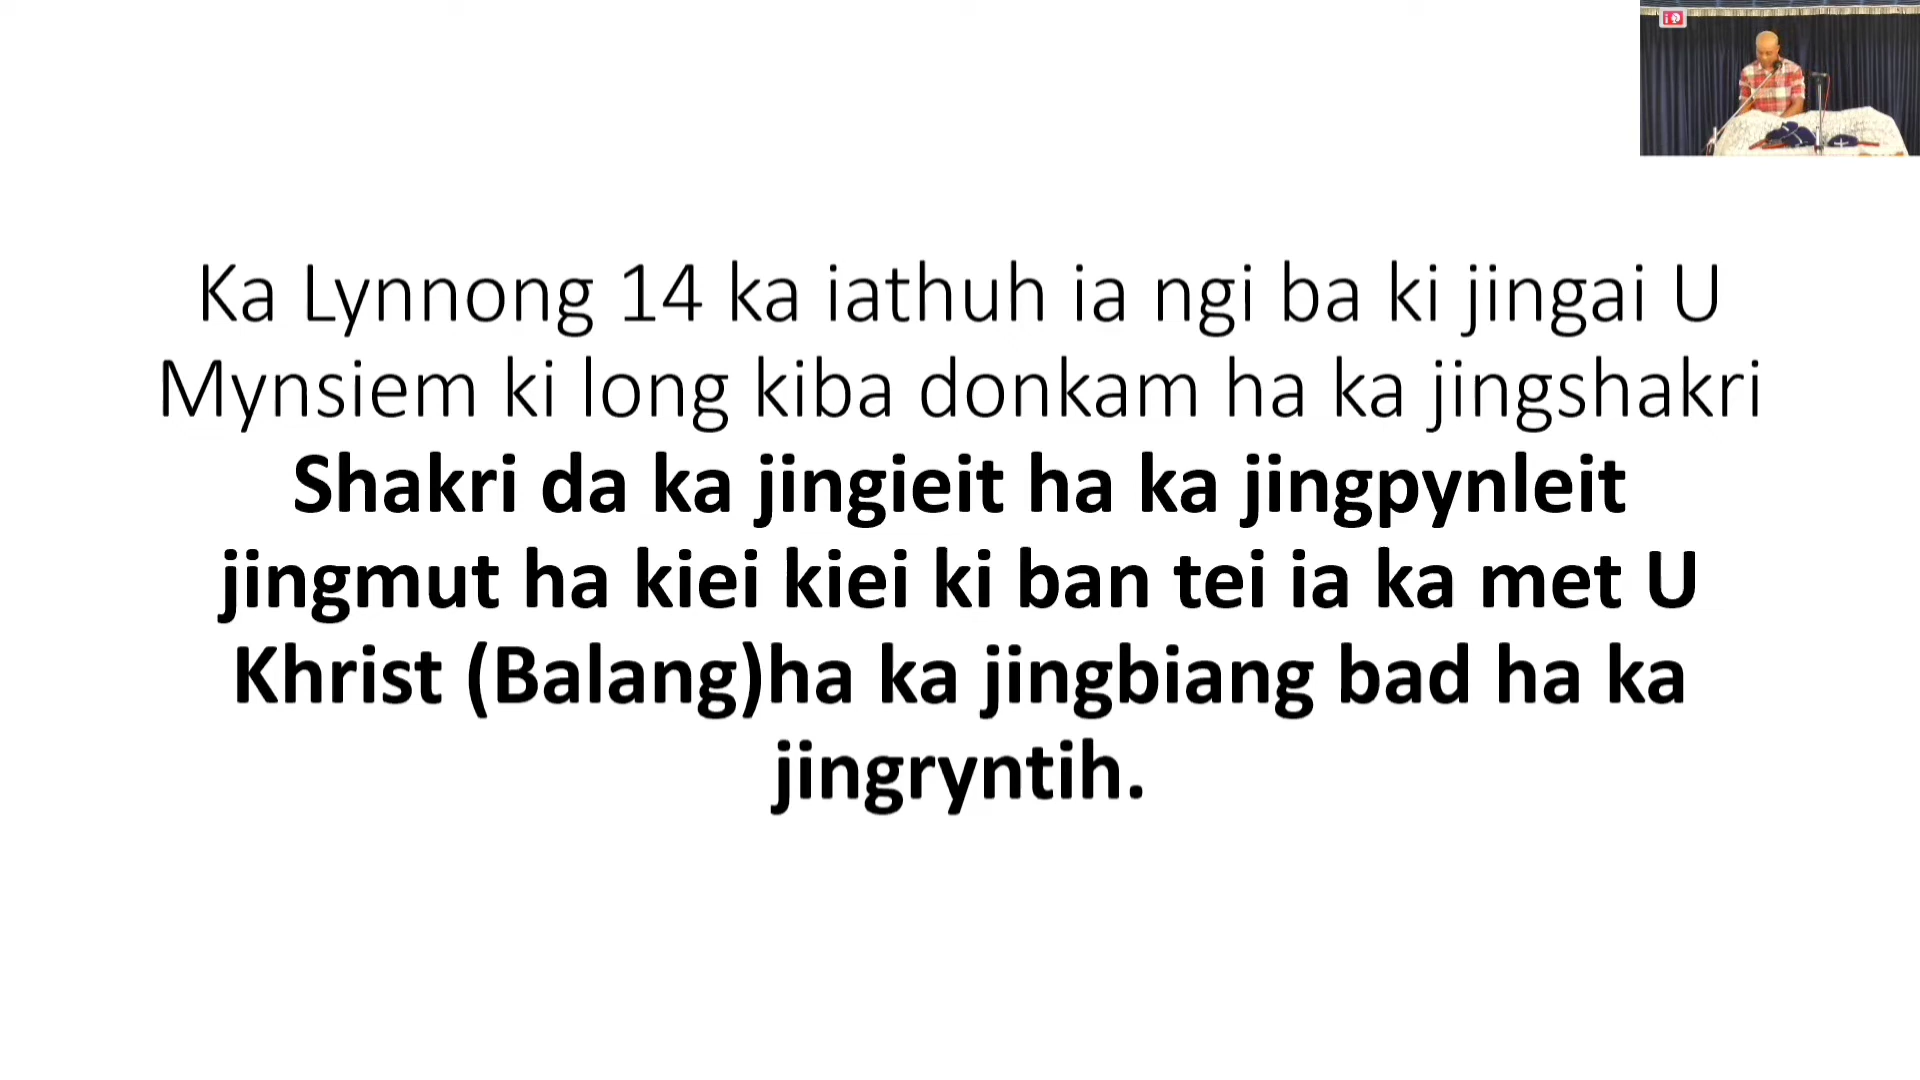 Ka Lynnong 14 ka iathuh ia ngi ba ki jingai U
Mynsiem ki long kiba donkam ha ka jingshakri
Shakri da ka jingieit ha ka jingpynleit
jingmut ha kiei kiei ki ban tei ia ka met U
Khrist (Balang)ha ka jingbiang bad ha ka
jingryntih.